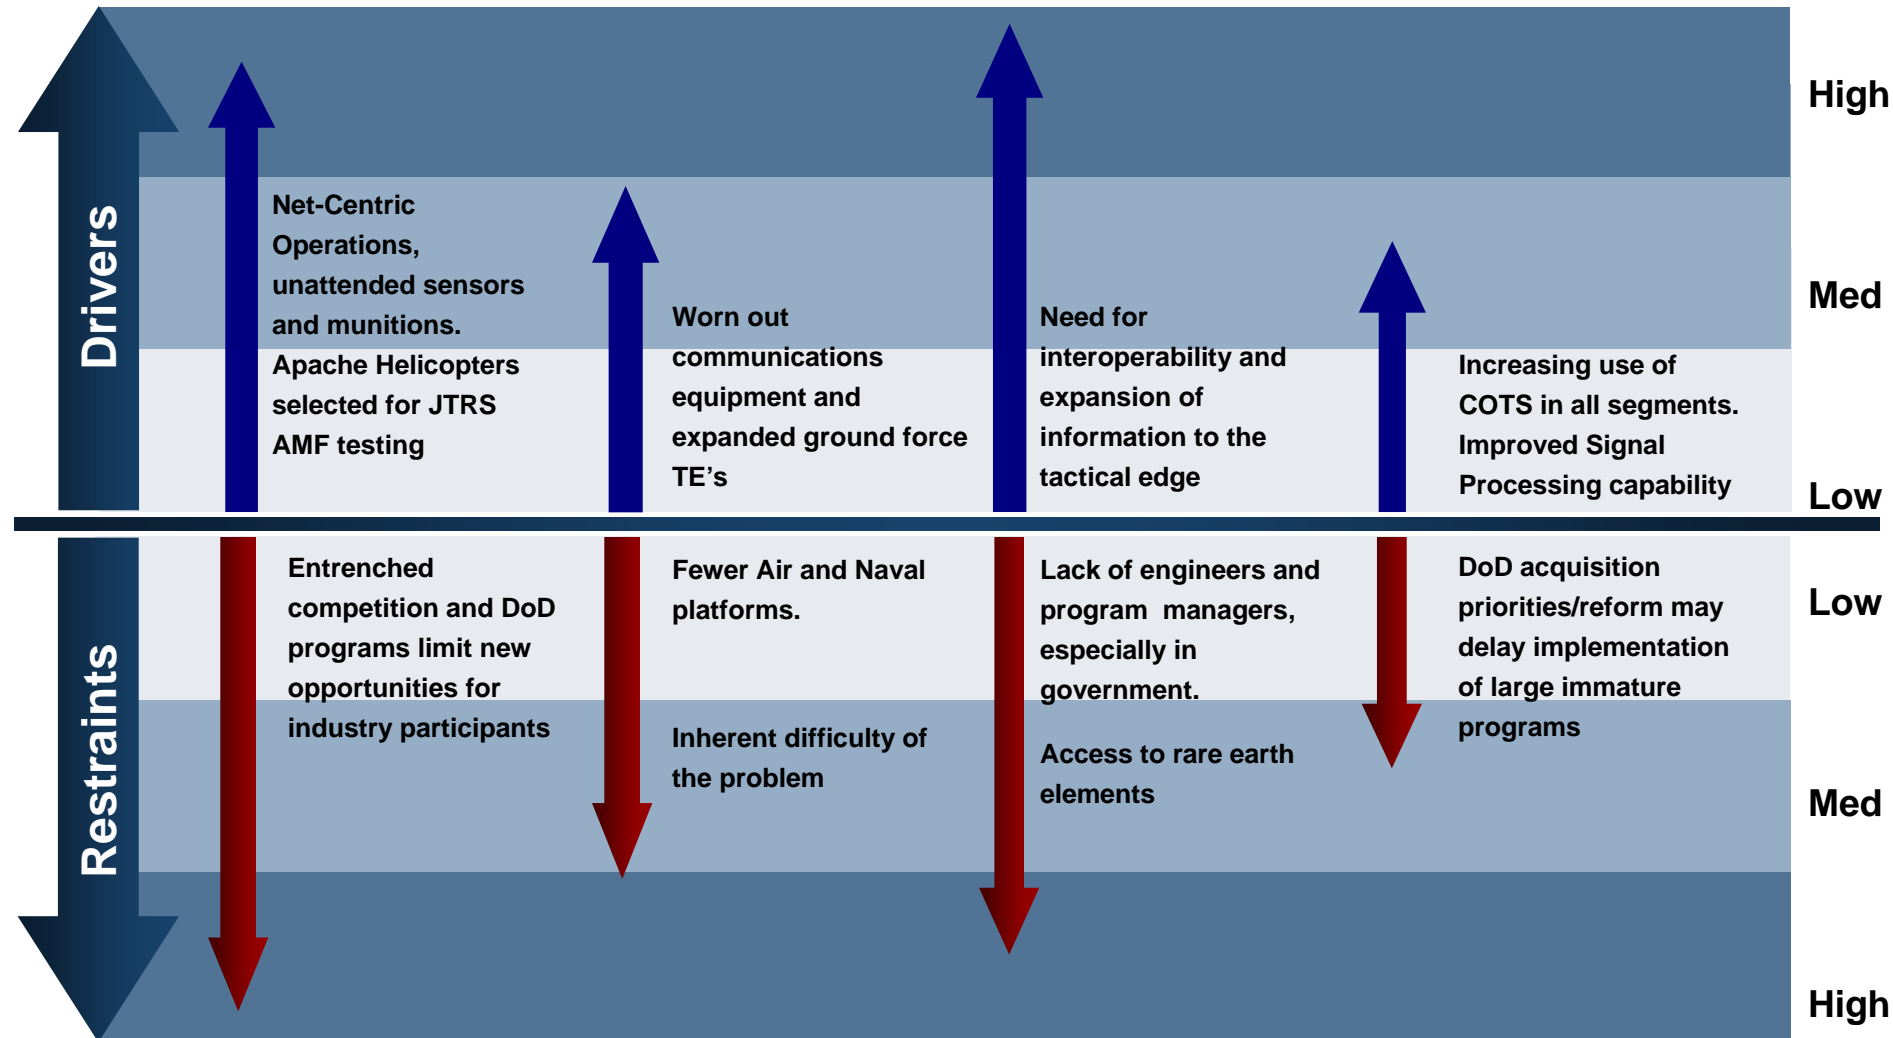 High
Med
Low
Drivers
Net-Centric
Operations,
unattended sensors
and munitions.
Apache Helicopters
selected for JTRS
AMF testing
Worn out
communications
equipment and
expanded ground force
TE’s
Need for
interoperability and
expansion of
information to the
tactical edge
Increasing use of
COTS in all segments.
Improved Signal
Processing capability
Restraints
Entrenched
competition and DoD
programs limit new
opportunities for
industry participants
Fewer Air and Naval
platforms.
Inherent difficulty of
the problem
Lack of engineers and
program  managers,
especially in
government.
Access to rare earth
elements
DoD acquisition
priorities/reform may
delay implementation
of large immature
programs
Low
Med
High